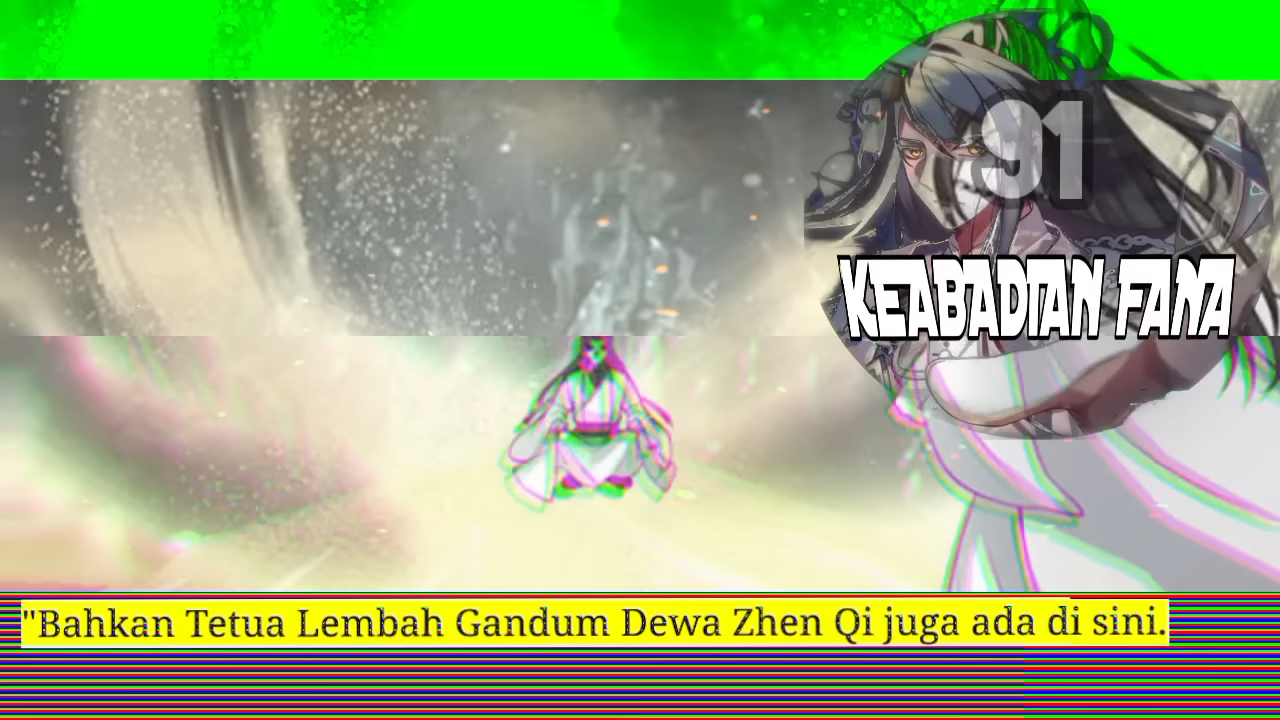 91
KEABADIAN FANA
"Bahkan Tetua Lembah Gandum Dewa Zhen Qi juga ada di sini.